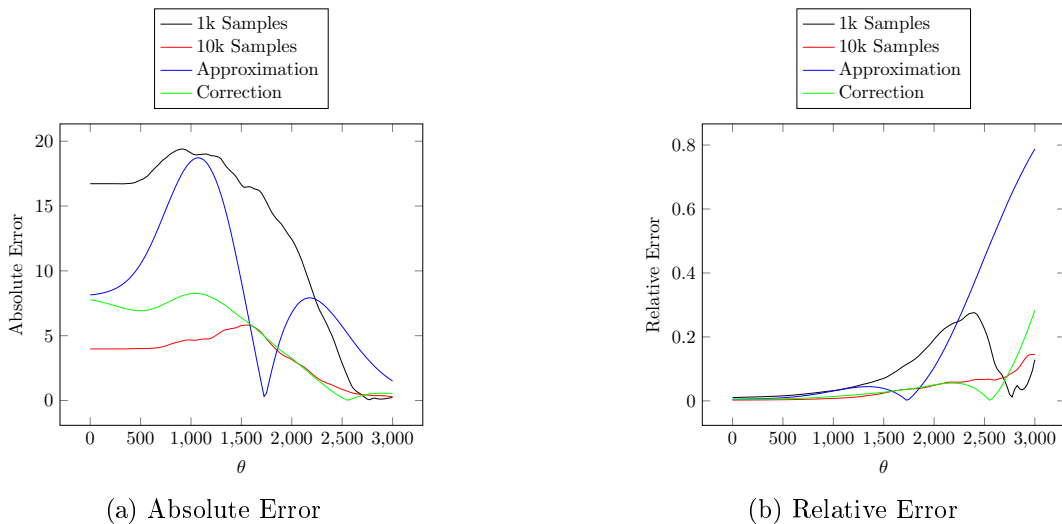 1k Samples
10k Samples
Approximation
Correction
20
15
10
5
0
Absolute Error
0 500 1,000 1,500 2,000 2,500 3,000
θ
(a) Absolute Error
1k Samples
10k Samples
Approximation
Correction
0.8
0.6
0.4
0.2
0
Relative Error
0 500 1,000 1,500 2,000 2,500 3,000
θ
(b) Relative Error